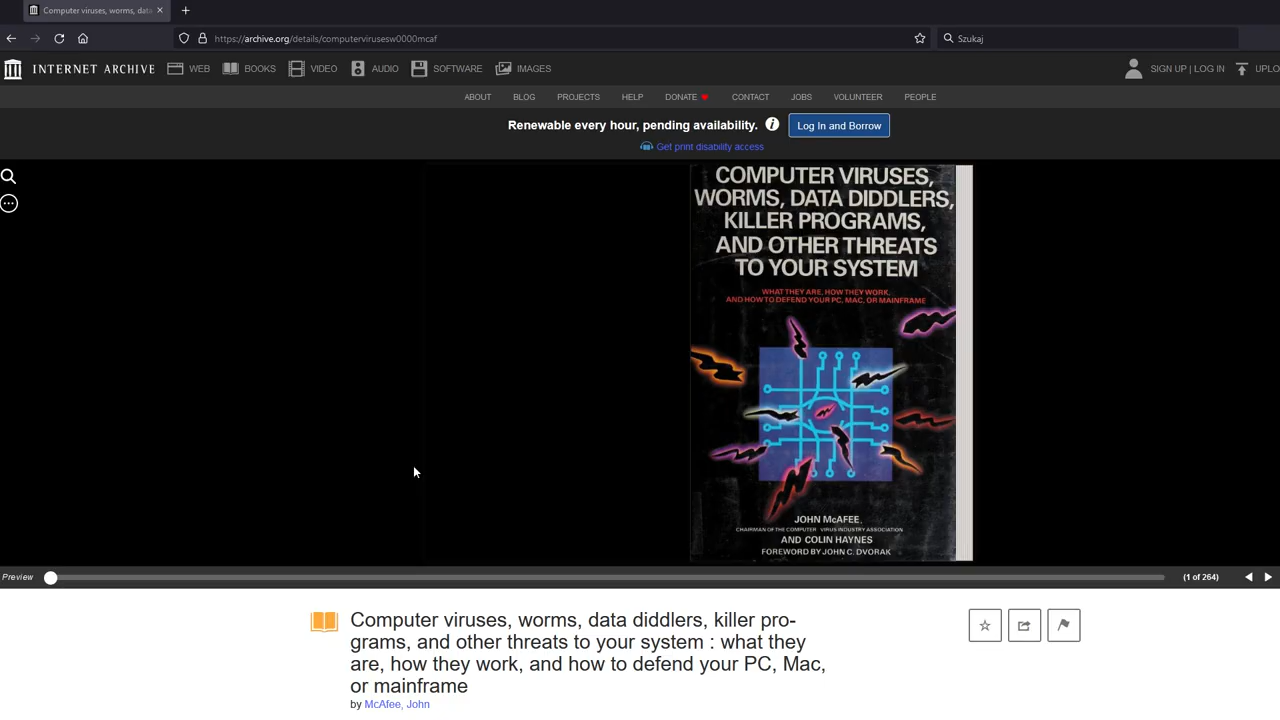 Computer viruses, worms, data
https://archive.org/details/computervirusesw0000mcaf
Szukaj
INTERNET ARCHIVE
WEB
BOOKS
VIDEO
AUDIO
SOFTWARE
IMAGES
SIGN UP | LOG IN
UPLO
ABOUT
BLOG
PROJECTS
HELP
DONATE
CONTACT
JOBS
VOLUNTEER
PEOPLE
Renewable every hour, pending availability.
Log In and Borrow
Get print disability access
COMPUTER VIRUSES,
WORMS, DATA DIDDLERS,
KILLER PROGRAMS,
AND OTHER THREATS
TO YOUR SYSTEM
WHAT THEY ARE, HOW THEY WORK,
AND HOW TO DEFEND YOUR PC, MAC, OR MAINFRAME
JOHN McAFEE,
CHAIRMAN OF THE COMPUTER VIRUS INDUSTRY ASSOCIATION
AND COLIN HAYNES
FOREWORD BY JOHN C. DVORAK
Preview
(1 of 264)
Computer viruses, worms, data diddlers, killer pro-
grams, and other threats to your system : what they
are, how they work, and how to defend your PC, Mac,
or mainframe
by McAfee, John